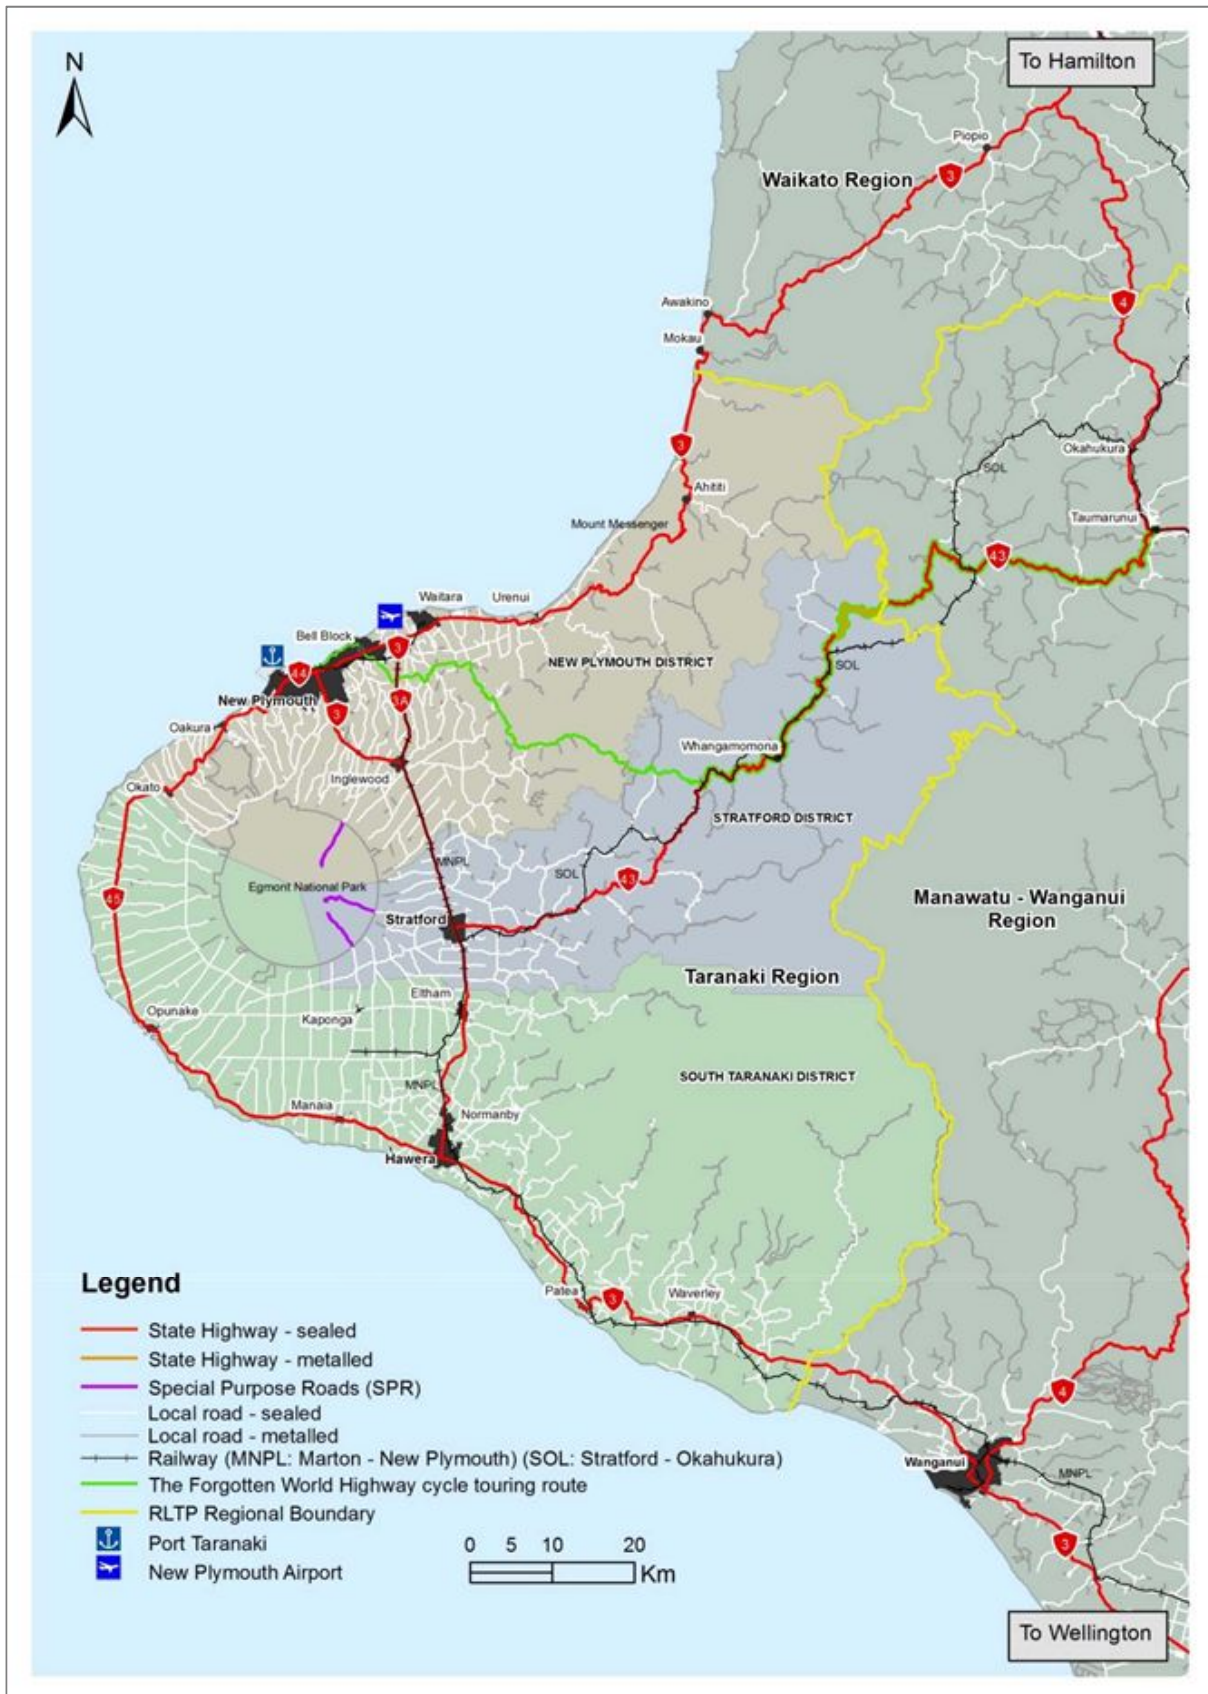 N
To Hamilton
Piopio
Waikato Region
3
Awakino
4
Mokau
3
Okahukura
SOL
Ahititi
Taumarunui
Mount Messenger
43
Waitara
Urenui
Bell Block
3
NEW PLYMOUTH DISTRICT
SOL
44
New Plymouth
3A
3
Oakura
Whangamomona
Inglewood
Okato
STRATFORD DISTRICT
MNPL
SOL
43
Egmont National Park
45
Manawatu - Wanganui
Region
Stratford
Taranaki Region
Eltham
Opunake
Kaponga
SOUTH TARANAKI DISTRICT
MNPL
Manaia
Normanby
Hawera
Patea
3
Waverley
4
Wanganui
MNPL
3
Legend
State Highway - sealed
State Highway - metalled
Special Purpose Roads (SPR)
Local road - sealed
Local road - metalled
Railway (MNPL: Marton - New Plymouth) (SOL: Stratford - Okahukura)
The Forgotten World Highway cycle touring route
RLTP Regional Boundary
Port Taranaki
New Plymouth Airport
0 5 10 20
Km
To Wellington